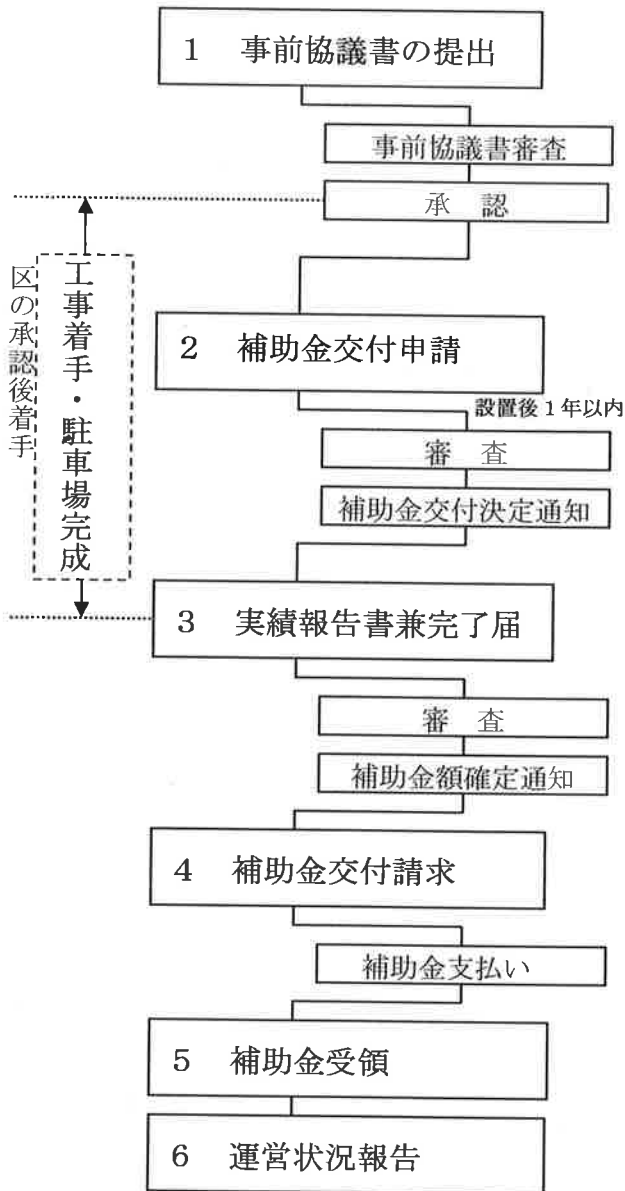 1 事前協議書の提出
事前協議書審査
承 認
区の承認後着手
工事着手・駐車場完成
2 補助金交付申請
設置後1年以内
審 査
補助金交付決定通知
3 実績報告書兼完了届
審 査
補助金額確定通知
4 補助金交付請求
補助金支払い
5 補助金受領
6 運営状況報告